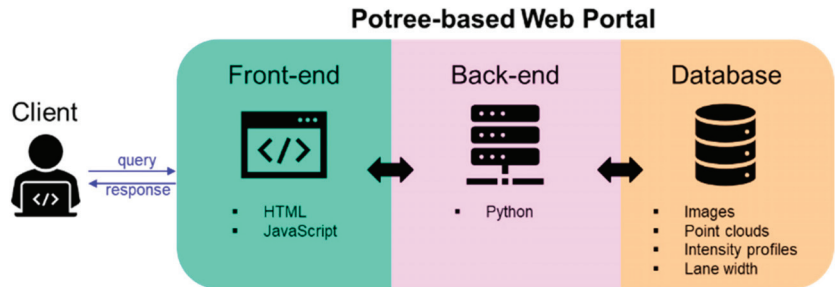 Potree-based Web Portal
Client
query
response
Front-end
</>
HTML
JavaScript
Back-end
Python
Database
Images
Point clouds
Intensity profiles
Lane width
</>